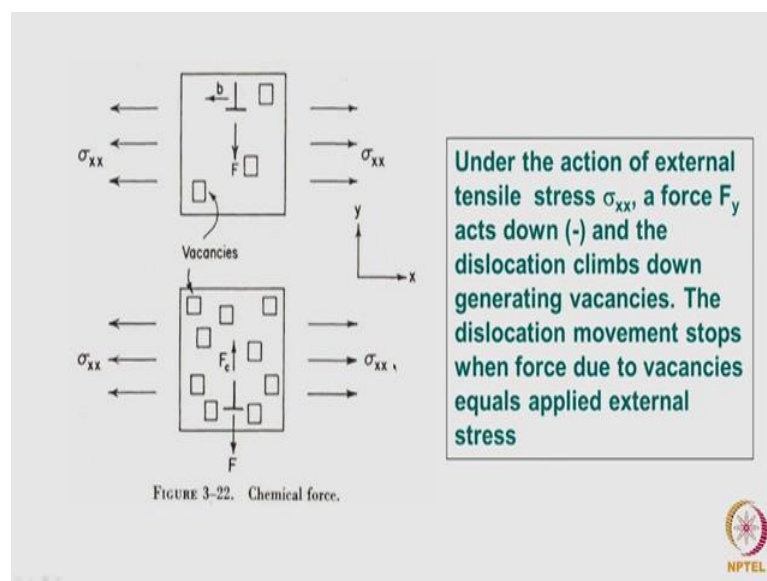 b
σxx
F
σxx
y
Vacancies
x
σxx
Fc
σxx
F
FIGURE 3-22. Chemical force.
Under the action of external
tensile stress σxx, a force Fy
acts down (-) and the
dislocation climbs down
generating vacancies. The
dislocation movement stops
when force due to vacancies
equals applied external
stress
NPTEL